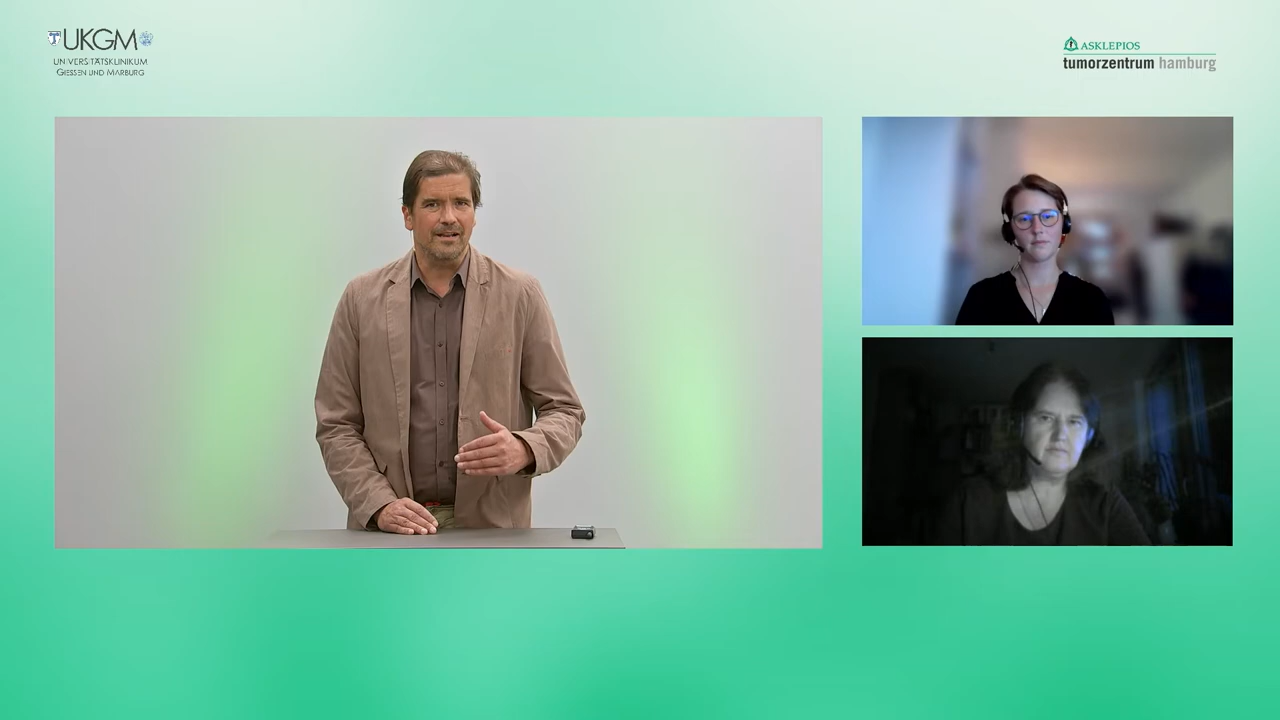 UKGM
UNIVERSITÄTSKLINIKUM
GIESSEN UND MARBURG
ASKLEPIOS
tumorzentrum hamburg